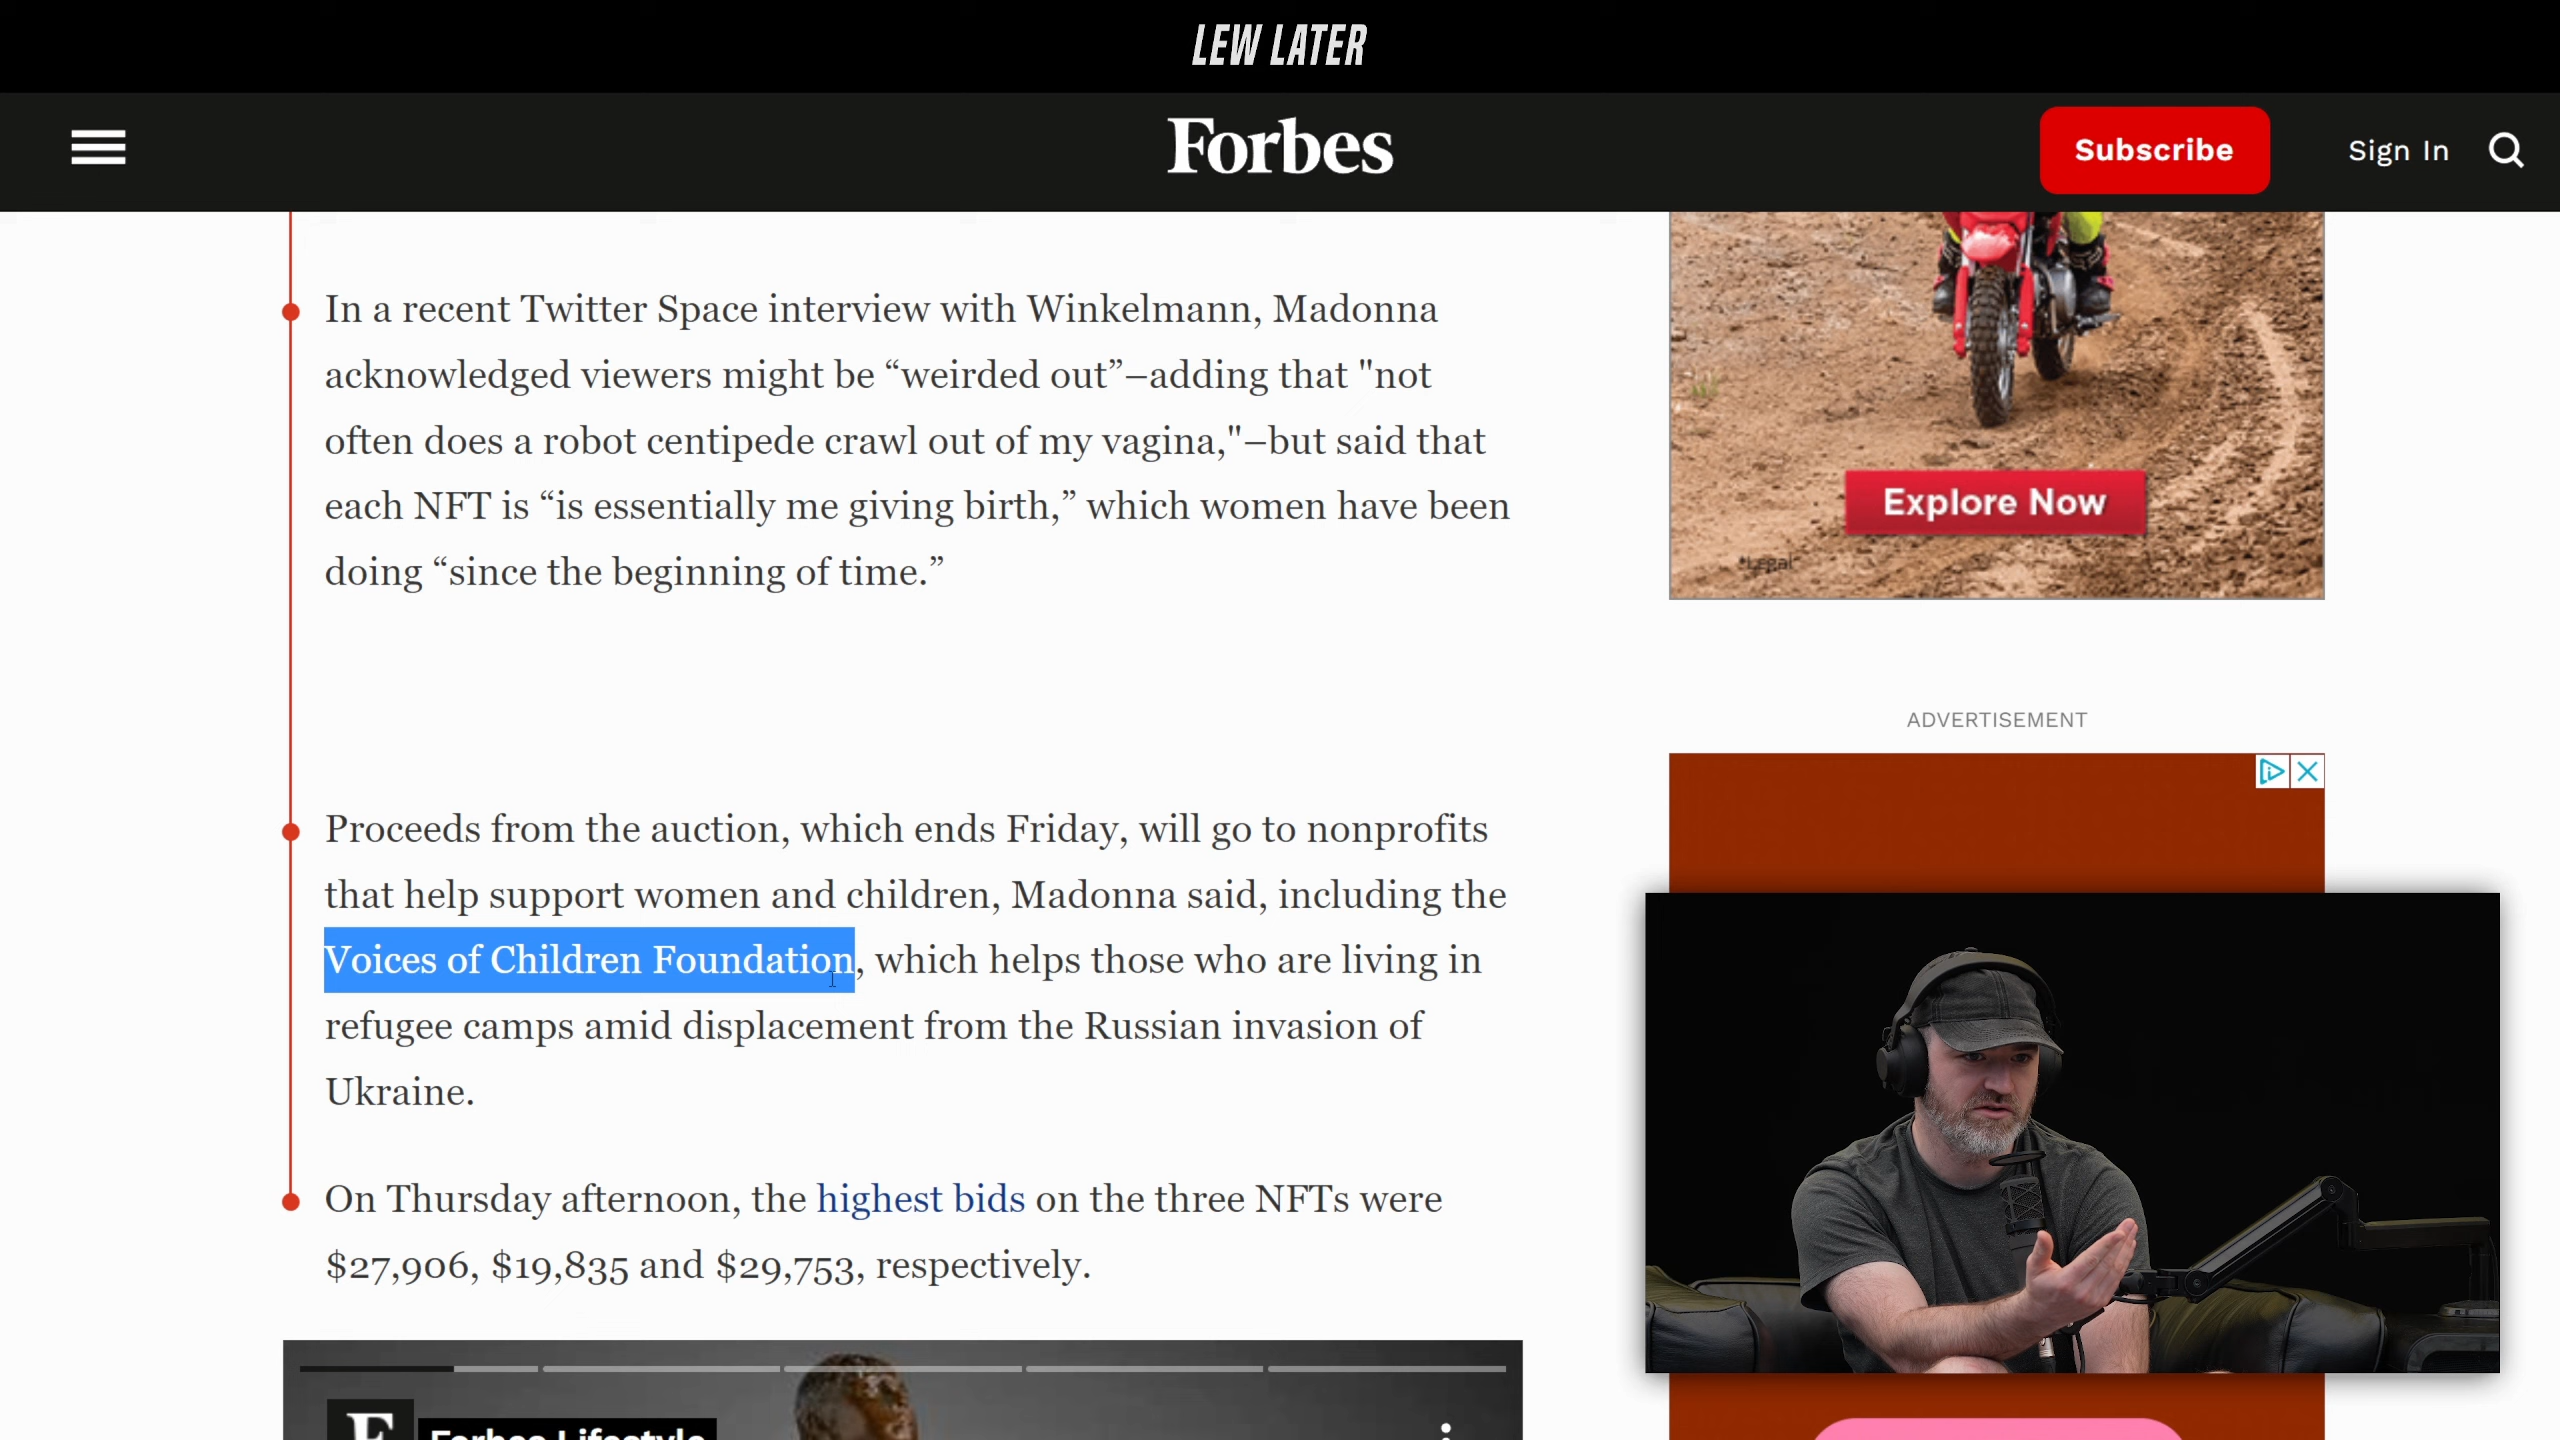 LEW LATER
Forbes
Subscribe
Sign In
In a recent Twitter Space interview with Winkelmann, Madonna
acknowledged viewers might be “weirded out”–adding that "not
often does a robot centipede crawl out of my vagina,"–but said that
each NFT is “is essentially me giving birth,” which women have been
doing “since the beginning of time.”
Proceeds from the auction, which ends Friday, will go to nonprofits
that help support women and children, Madonna said, including the
Voices of Children Foundation, which helps those who are living in
refugee camps amid displacement from the Russian invasion of
Ukraine.
On Thursday afternoon, the highest bids on the three NFTs were
$27,906, $19,835 and $29,753, respectively.
F
Forbes Lifestyle
Explore Now
*Legal
ADVERTISEMENT